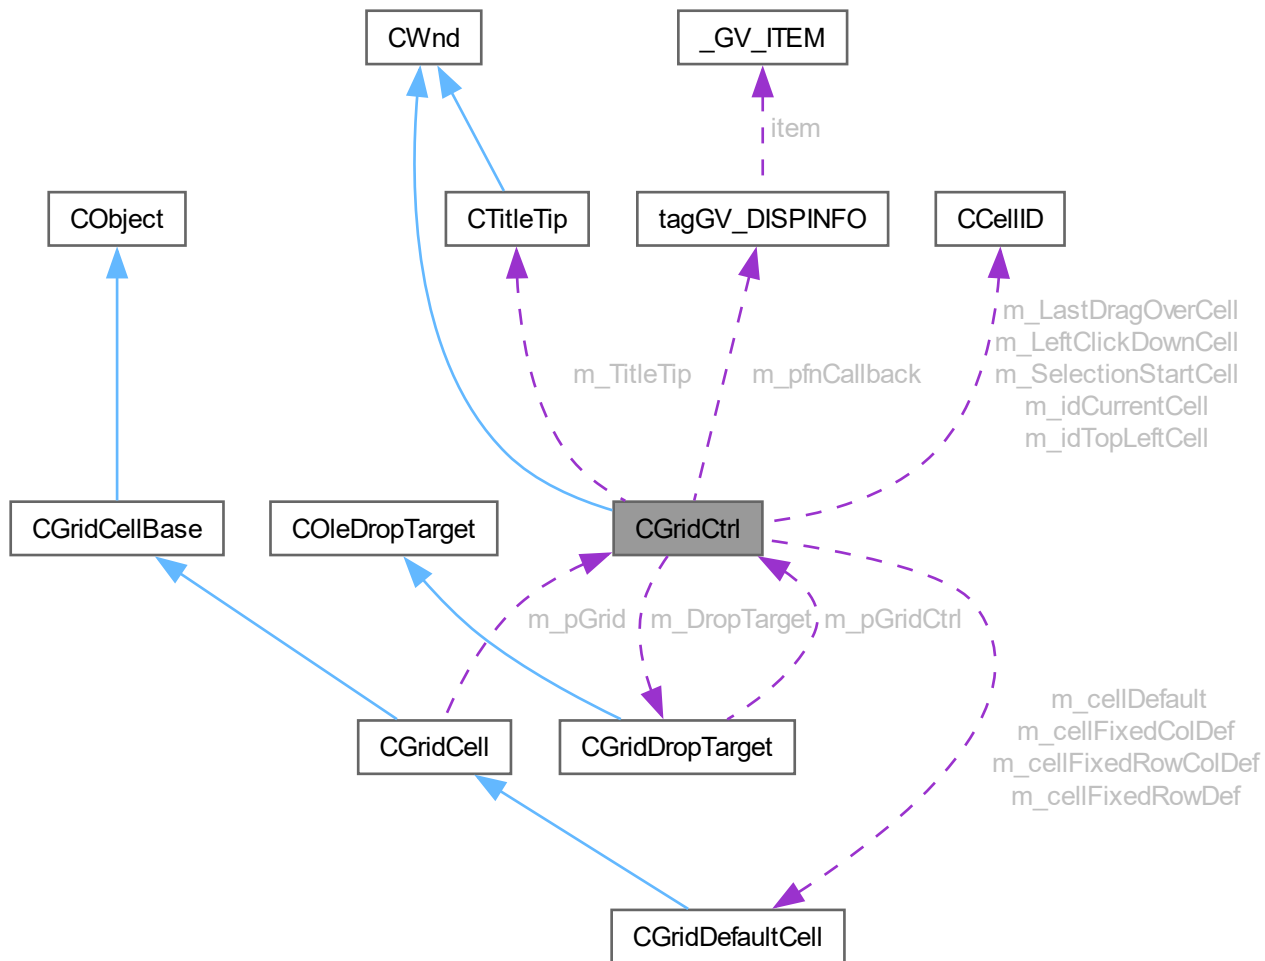 CWnd
_GV_ITEM
item
CObject
CTitleTip
tagGV_DISPINFO
CCellID
m_LastDragOverCell
m_LeftClickDownCell
m_SelectionStartCell
m_idCurrentCell
m_idTopLeftCell
m_TitleTip
m_pfnCallback
CGridCellBase
COleDropTarget
CGridCtrl
m_pGrid
m_DropTarget
m_pGridCtrl
m_cellDefault
m_cellFixedColDef
m_cellFixedRowColDef
m_cellFixedRowDef
CGridCell
CGridDropTarget
CGridDefaultCell